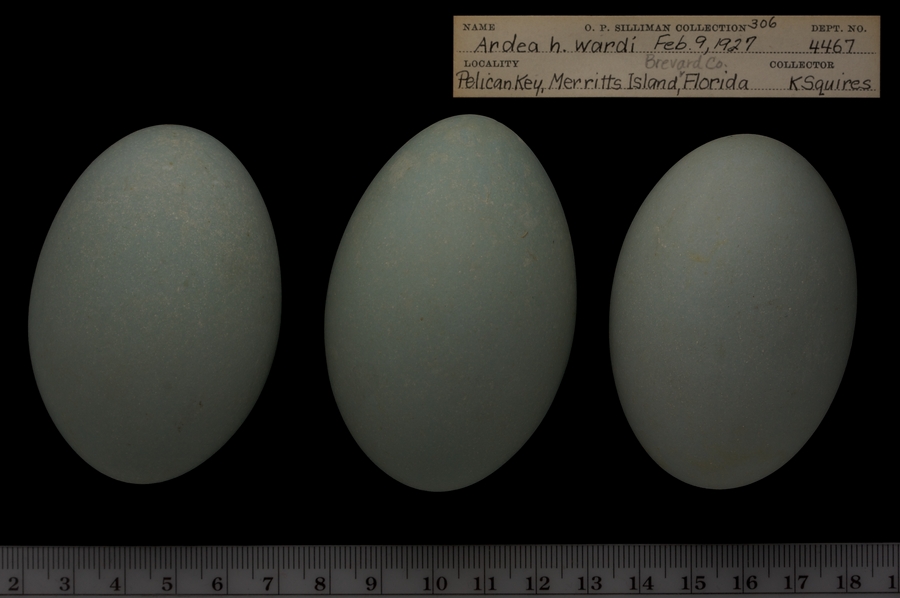 NAME O. P. SILLIMAN COLLECTION 306 DEPT. NO.
Ardea h. wardi Feb. 9, 1927 4467
LOCALITY Brevard Co. COLLECTOR
Pelican Key, Merritts Island, Florida K Squires
2 3 4 5 6 7 8 9 10 11 12 13 14 15 16 17 18 1